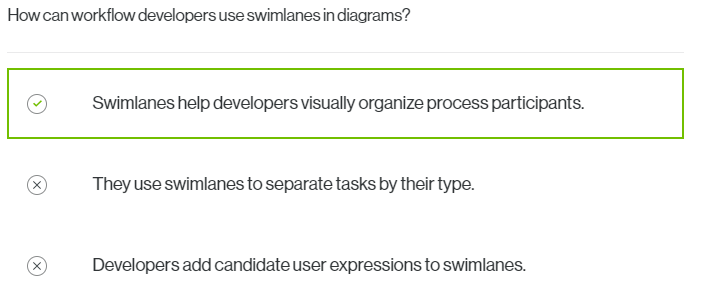 How can workflow developers use swimlanes in diagrams?
Swimlanes help developers visually organize process participants.
They use swimlanes to separate tasks by their type.
Developers add candidate user expressions to swimlanes.